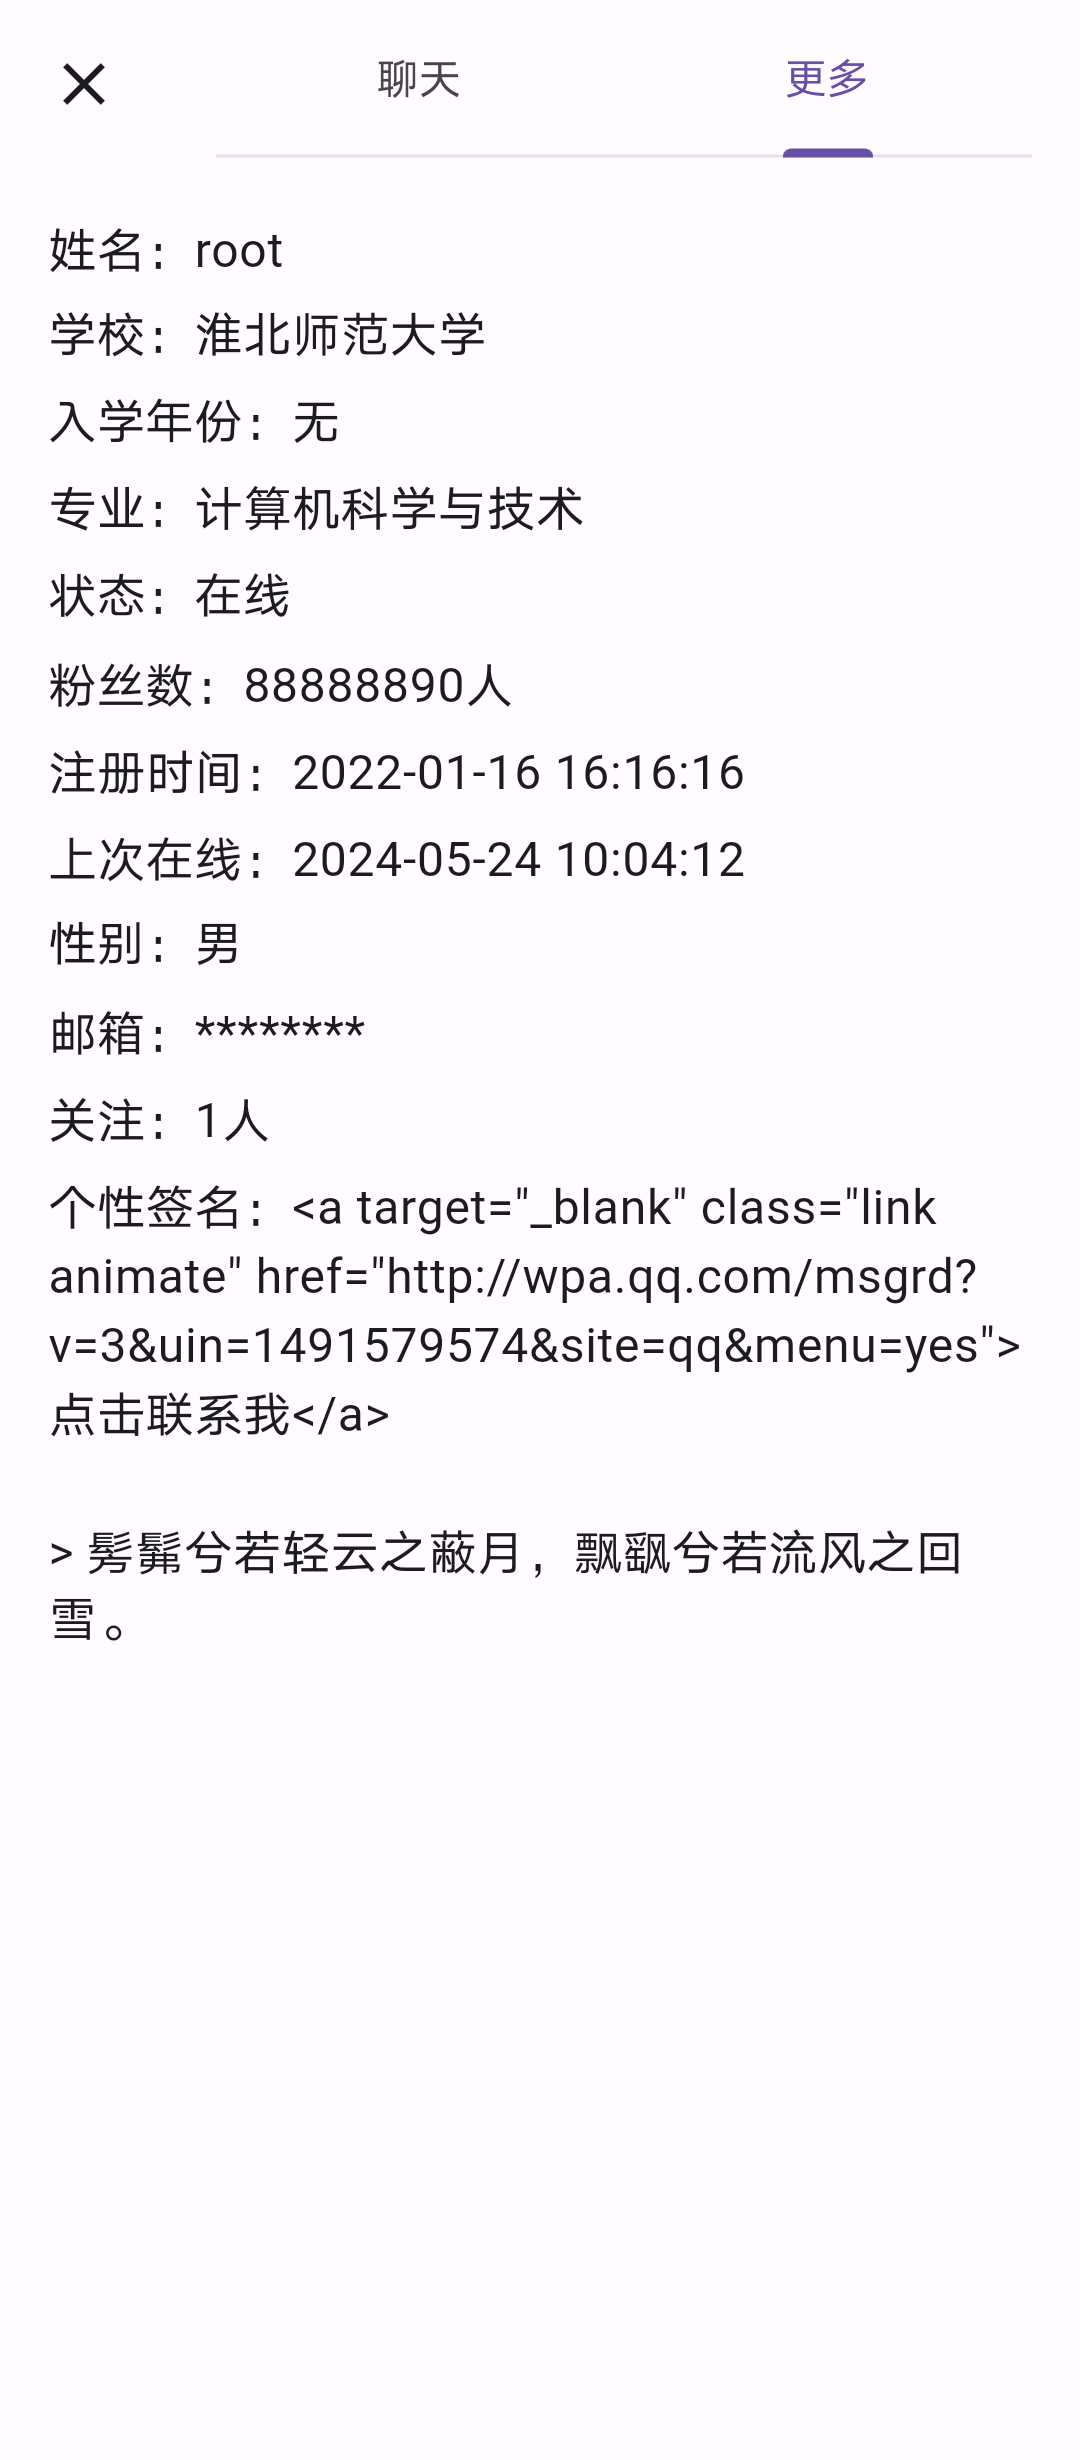 聊天
更多
姓名：root
学校：淮北师范大学
入学年份：无
专业：计算机科学与技术
状态：在线
粉丝数：88888890人
注册时间：2022-01-16 16:16:16
上次在线：2024-05-24 10:04:12
性别：男
邮箱：********
关注：1人
个性签名：<a target="_blank" class="link
animate" href="http://wpa.qq.com/msgrd?
v=3&uin=1491579574&site=qq&menu=yes">
点击联系我</a>
> 髣髴兮若轻云之蔽月，飘飖兮若流风之回
雪。